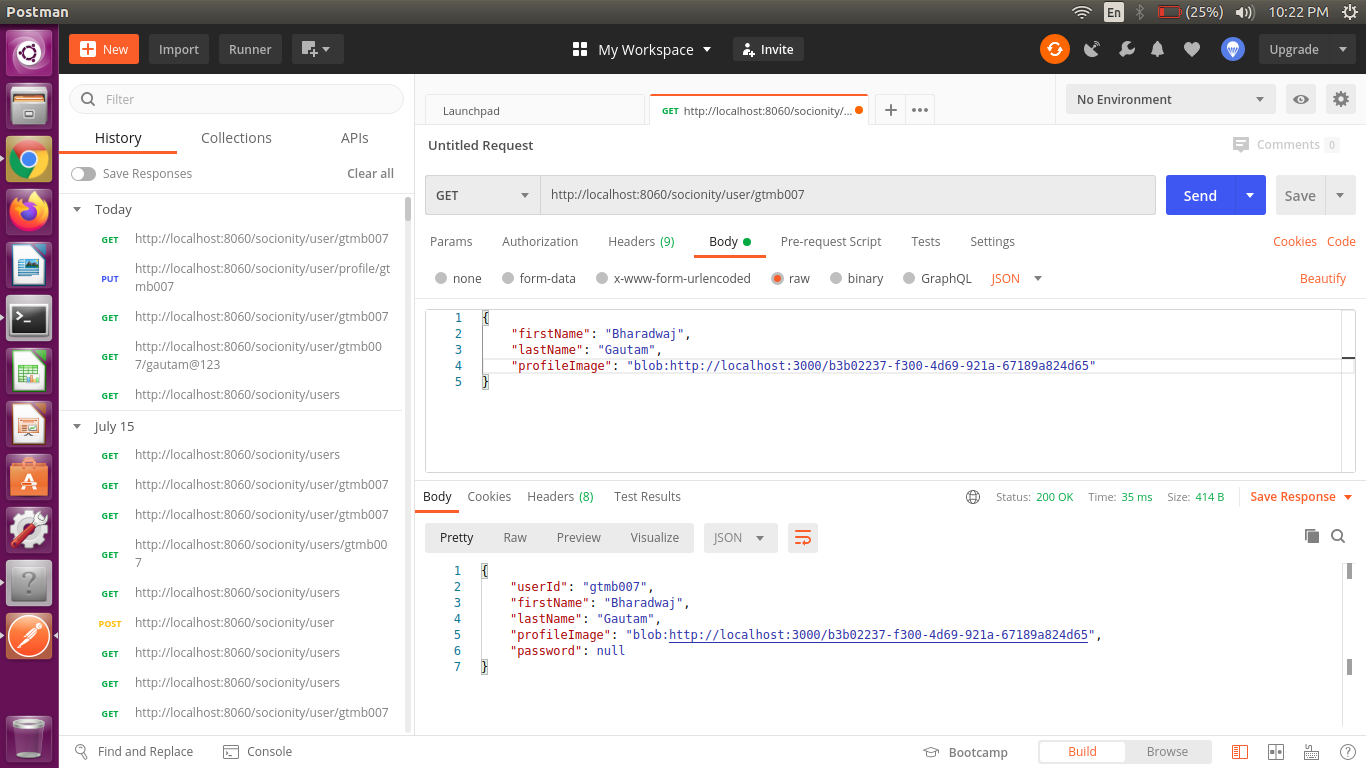 Postman
En
(25%)
10:22 PM
New
Import
Runner
My Workspace
Invite
Upgrade
Filter
History
Collections
APIs
Save Responses
Clear all
Today
GET http://localhost:8060/socionity/user/gtmb007
PUT http://localhost:8060/socionity/user/profile/gt
mb007
GET http://localhost:8060/socionity/user/gtmb007
GET http://localhost:8060/socionity/user/gtmb00
7/gautam@123
GET http://localhost:8060/socionity/users
July 15
GET http://localhost:8060/socionity/users
GET http://localhost:8060/socionity/user/gtmb007
GET http://localhost:8060/socionity/user/gtmb007
GET http://localhost:8060/socionity/users/gtmb00
7
GET http://localhost:8060/socionity/users
POST http://localhost:8060/socionity/user
GET http://localhost:8060/socionity/users
GET http://localhost:8060/socionity/users
GET http://localhost:8060/socionity/user/gtmb007
Launchpad
GET http://localhost:8060/socionity/...
No Environment
Untitled Request
Comments 0
GET
http://localhost:8060/socionity/user/gtmb007
Send
Save
Params
Authorization
Headers (9)
Body
Pre-request Script
Tests
Settings
Cookies
Code
none
form-data
x-www-form-urlencoded
raw
binary
GraphQL
JSON
Beautify
1 {
2 "firstName": "Bharadwaj",
3 "lastName": "Gautam",
4 "profileImage": "blob:http://localhost:3000/b3b02237-f300-4d69-921a-67189a824d65"
5 }
Body
Cookies
Headers (8)
Test Results
Status: 200 OK
Time: 35 ms
Size: 414 B
Save Response
Pretty
Raw
Preview
Visualize
JSON
1 {
2 "userId": "gtmb007",
3 "firstName": "Bharadwaj",
4 "lastName": "Gautam",
5 "profileImage": "blob:http://localhost:3000/b3b02237-f300-4d69-921a-67189a824d65",
6 "password": null
7 }
Find and Replace
Console
Bootcamp
Build
Browse